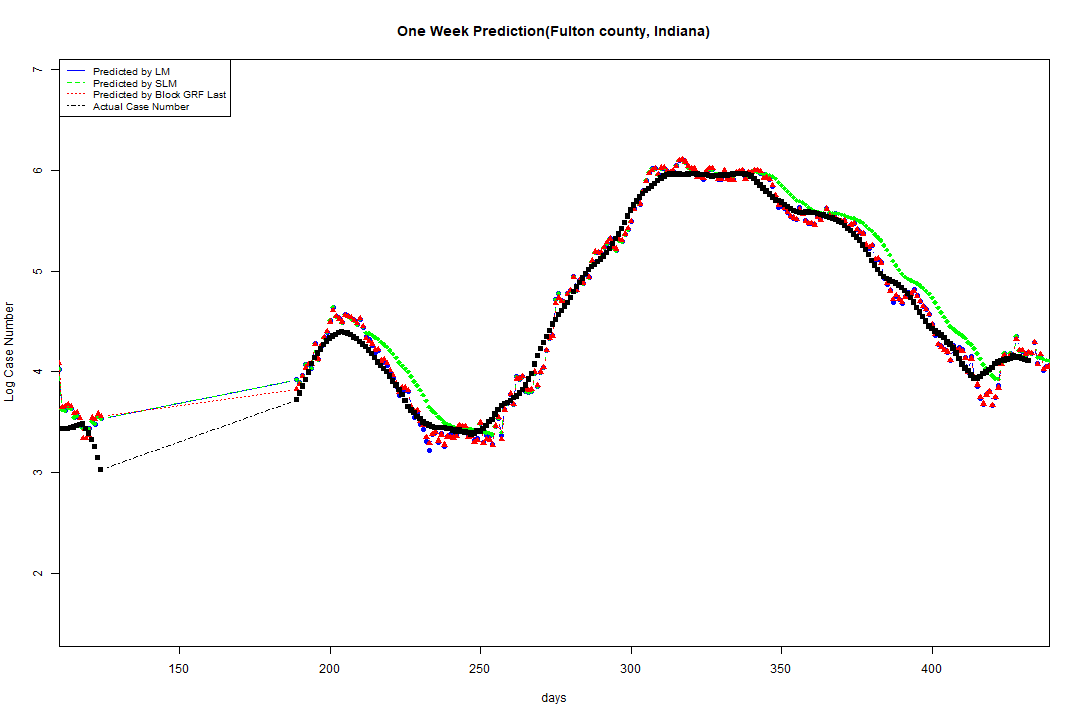 One Week Prediction(Fulton county, Indiana)
Predicted by LM
Predicted by SLM
Predicted by Block GRF Last
Actual Case Number
Log Case Number
7
6
5
4
3
2
150 200 250 300 350 400
days